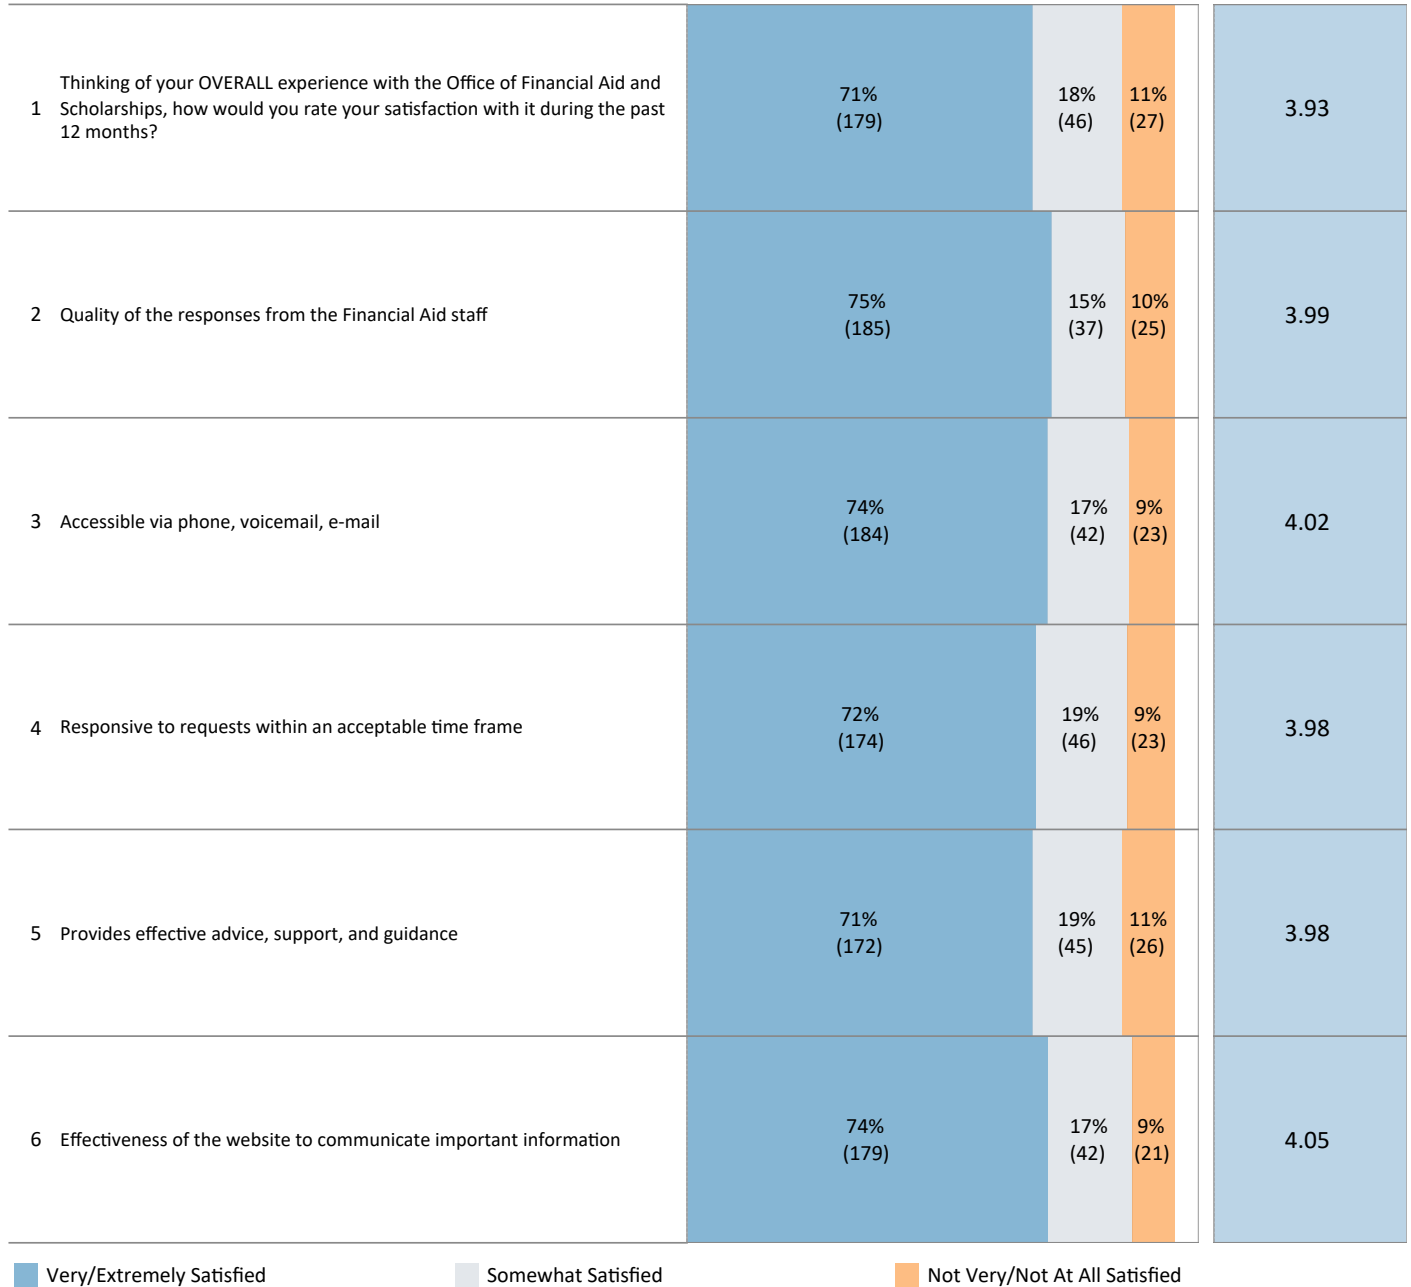 Thinking of your OVERALL experience with the Office of Financial Aid and
1 Scholarships, how would you rate your satisfaction with it during the past
12 months?
71% 18% 11%
(179) (46) (27)
3.93
2 Quality of the responses from the Financial Aid staff
75% 15% 10%
(185) (37) (25)
3.99
3 Accessible via phone, voicemail, e-mail
74% 17% 9%
(184) (42) (23)
4.02
4 Responsive to requests within an acceptable time frame
72% 19% 9%
(174) (46) (23)
3.98
5 Provides effective advice, support, and guidance
71% 19% 11%
(172) (45) (26)
3.98
6 Effectiveness of the website to communicate important information
74% 17% 9%
(179) (42) (21)
4.05
Very/Extremely Satisfied Somewhat Satisfied Not Very/Not At All Satisfied